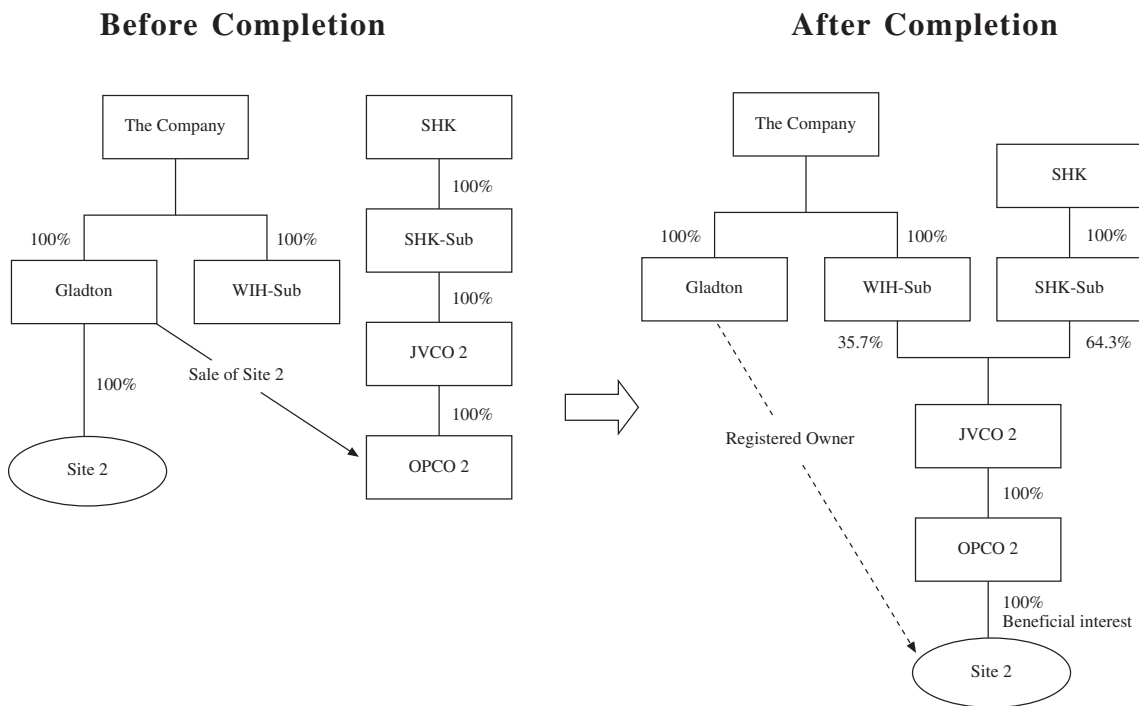 Before Completion
The Company
SHK
100%
SHK-Sub
100%
100%
Gladton
WIH-Sub
100%
JVCO 2
Sale of Site 2
100%
100%
OPCO 2
Site 2
After Completion
The Company
SHK
100%
100%
100%
Gladton
WIH-Sub
SHK-Sub
35.7%
64.3%
JVCO 2
Registered Owner
100%
OPCO 2
100%
Beneficial interest
Site 2